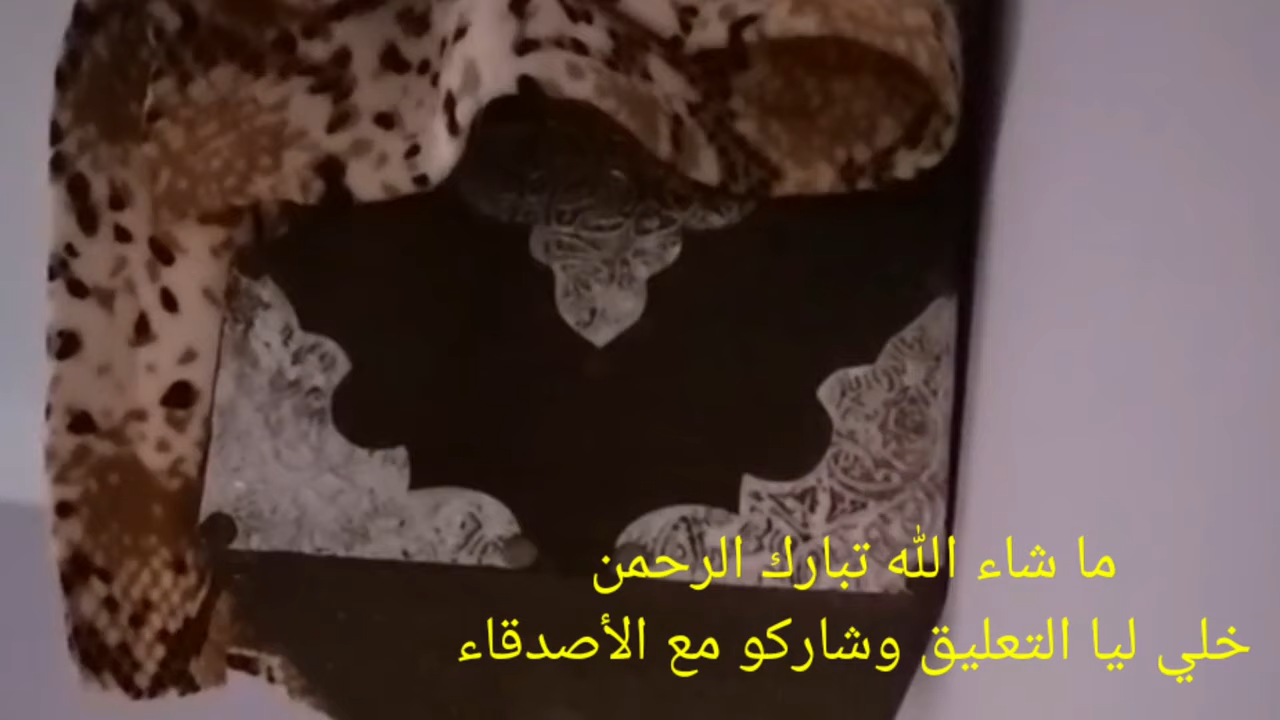 ما شاء الله تبارك الرحمن
خلي ليا التعليق وشاركو مع الأصدقاء